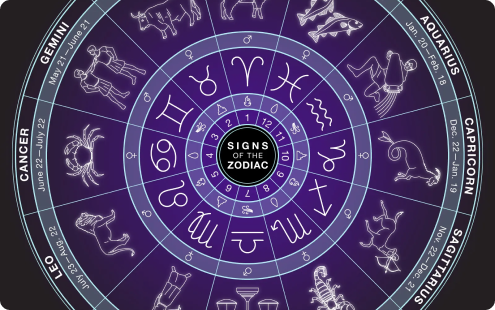 GEMINI
May 21–June 21
AQUARIUS
Jan. 20–Feb. 18
CANCER
June 22–July 22
CAPRICORN
Dec. 22–Jan. 19
LEO
July 23–Aug. 22
SAGITTARIUS
Nov. 22–Dec. 21
SIGNS
OF THE
ZODIAC
1
2
3
4
5
6
7
8
9
10
11
12